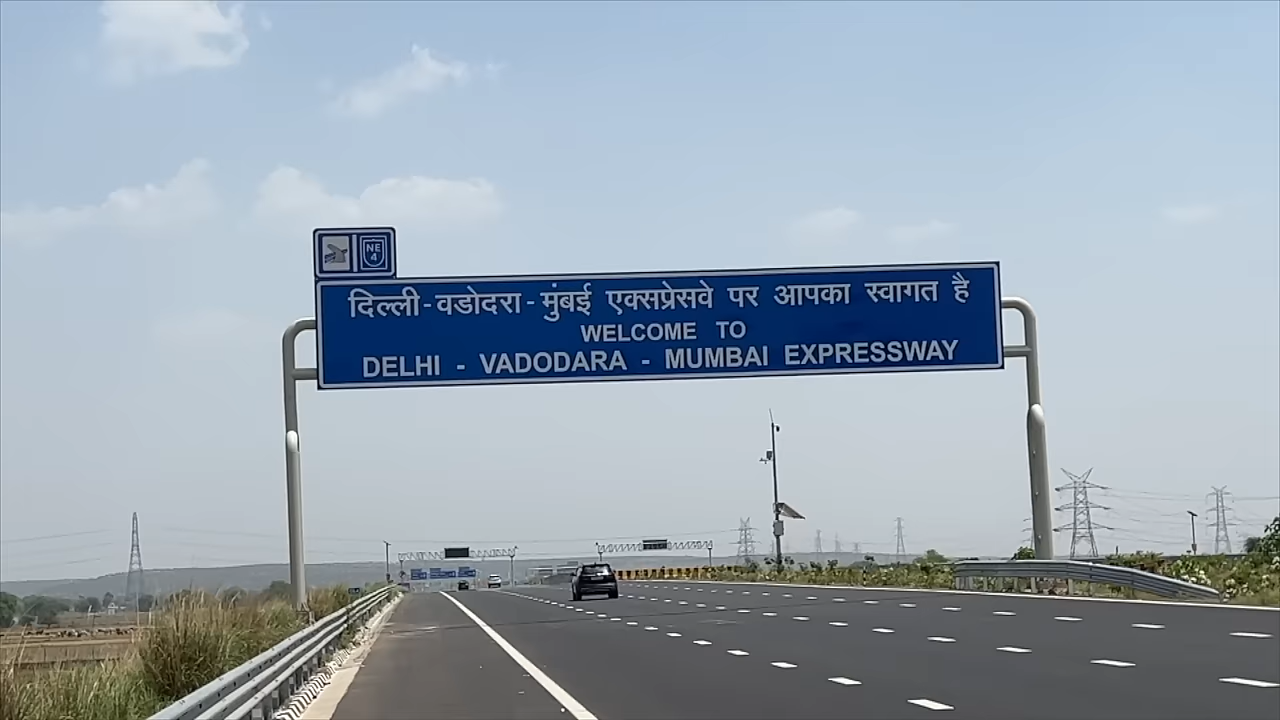 NE
4
दिल्ली-वडोदरा-मुंबई एक्सप्रेसवे पर आपका स्वागत है
WELCOME TO
DELHI - VADODARA - MUMBAI EXPRESSWAY